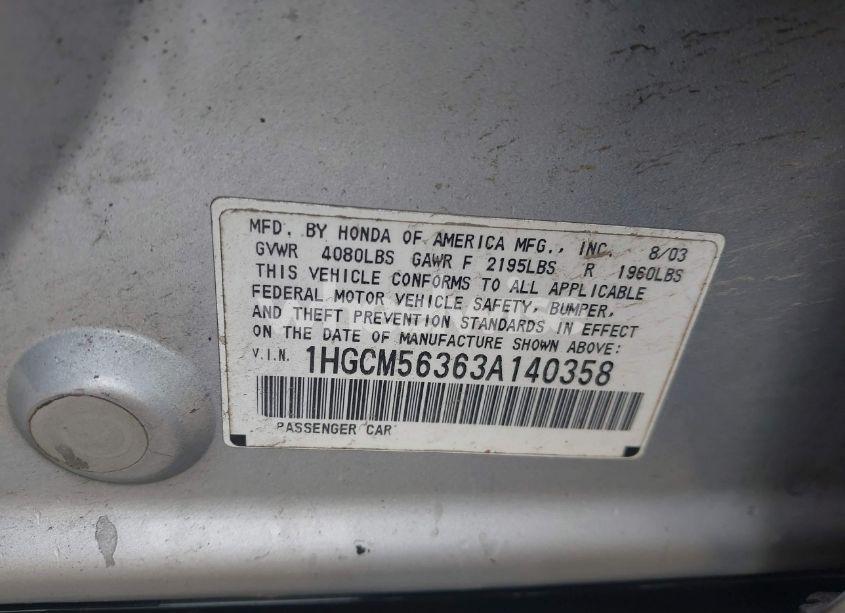 MFD. BY HONDA OF AMERICA MFG., INC. 8/03
GVWR 4080LBS GAWR F 2195LBS R 1960LBS
THIS VEHICLE CONFORMS TO ALL APPLICABLE
FEDERAL MOTOR VEHICLE SAFETY, BUMPER,
AND THEFT PREVENTION STANDARDS IN EFFECT
ON THE DATE OF MANUFACTURE SHOWN ABOVE:
V.I.N. 1HGCM56363A140358
PASSENGER CAR